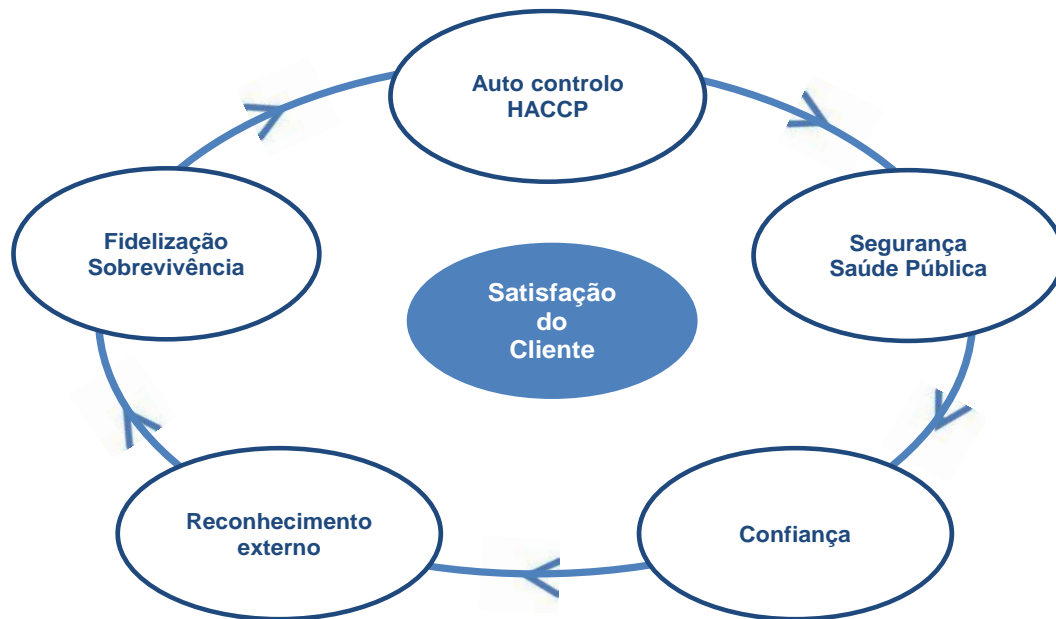 Auto controlo
HACCP
Segurança
Saúde Pública
Confiança
Reconhecimento
externo
Fidelização
Sobrevivência
Satisfação
do
Cliente